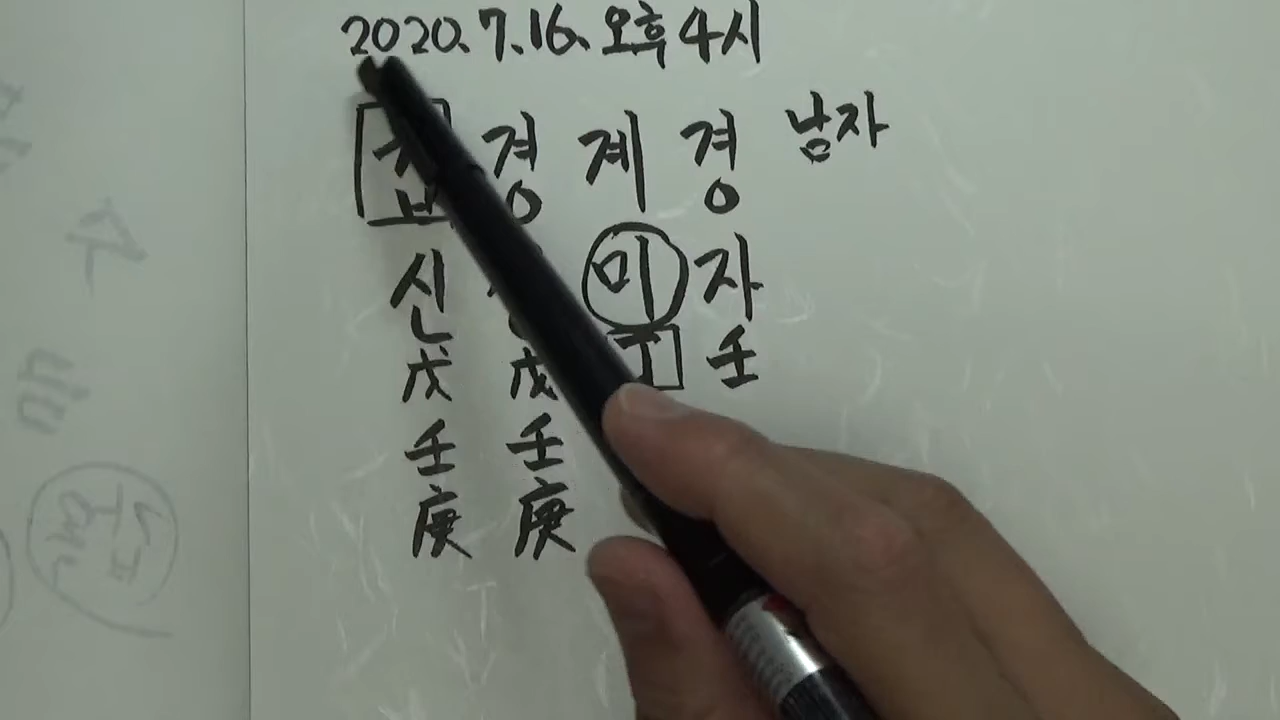 2020.7.16. 오후 4시
경 계 경 남자
신 미 자
戊 戊 丁 壬
壬 壬
庚 庚